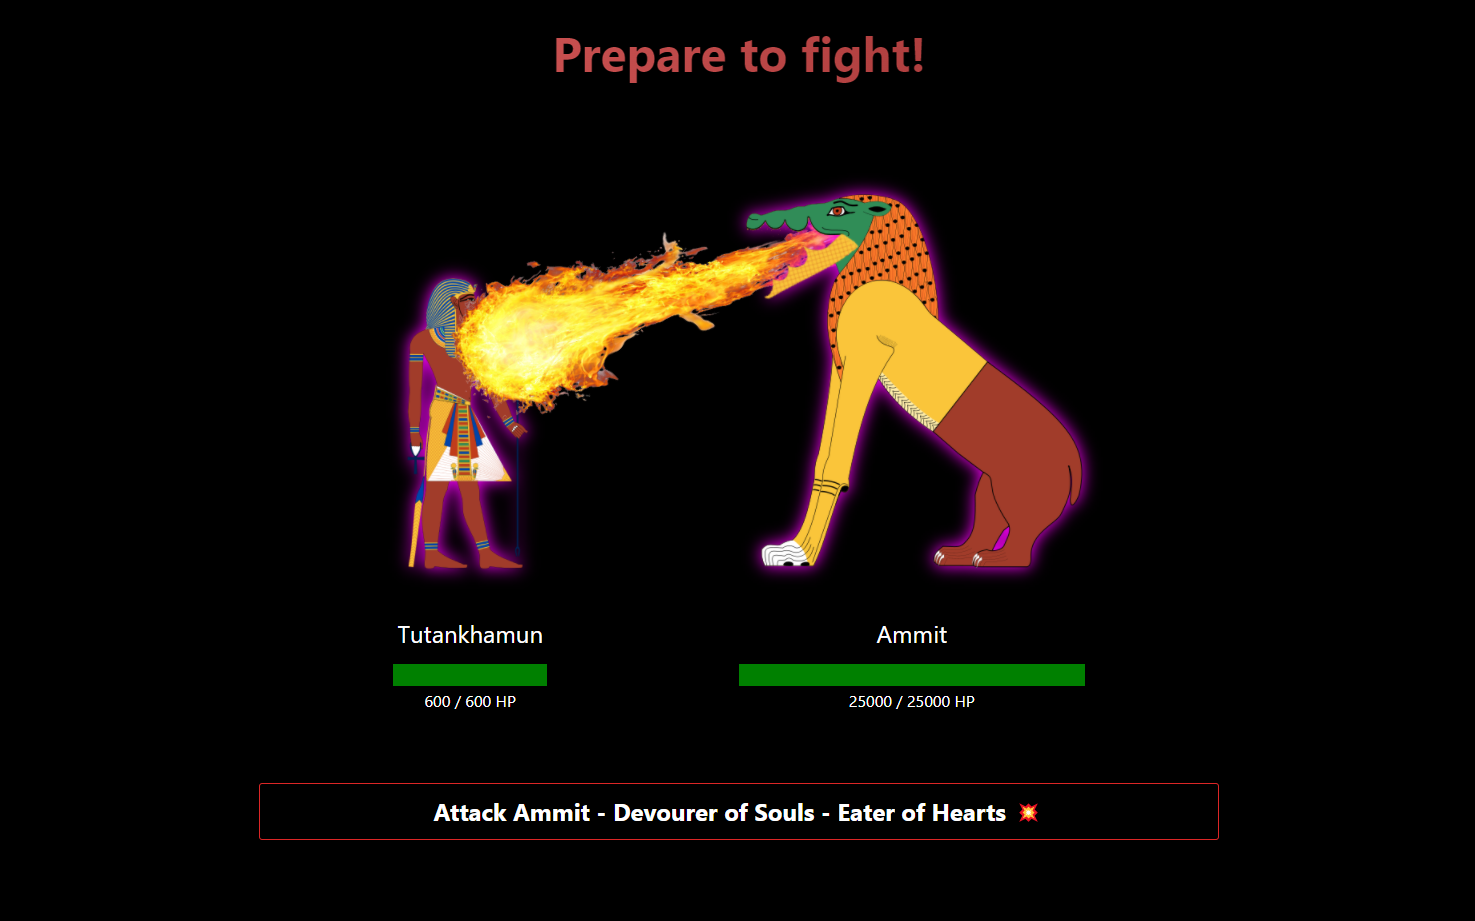 Prepare to fight!
Tutankhamun
600 / 600 HP
Ammit
25000 / 25000 HP
Attack Ammit - Devourer of Souls - Eater of Hearts 💥